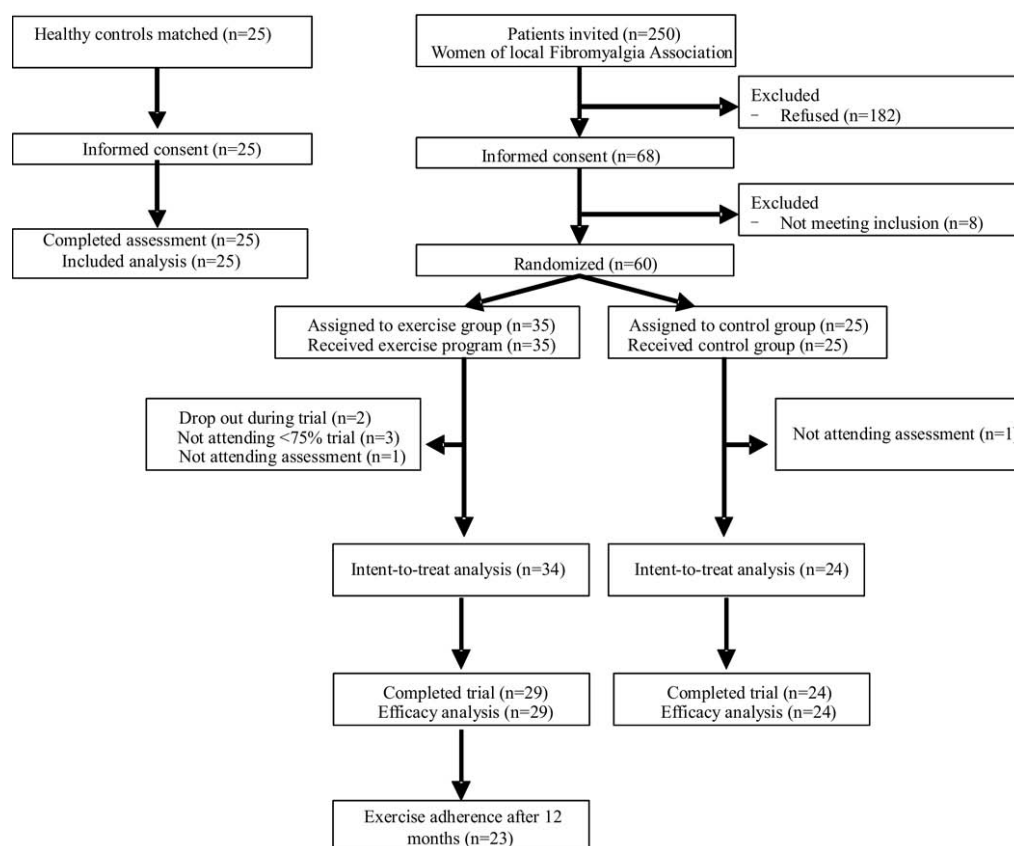 Healthy controls matched (n=25)
Informed consent (n=25)
Completed assessment (n=25)
Included analysis (n=25)
Patients invited (n=250)
Women of local Fibromyalgia Association
Excluded
– Refused (n=182)
Informed consent (n=68)
Excluded
– Not meeting inclusion (n=8)
Randomized (n=60)
Assigned to exercise group (n=35)
Received exercise program (n=35)
Assigned to control group (n=25)
Received control group (n=25)
Drop out during trial (n=2)
Not attending <75% trial (n=3)
Not attending assessment (n=1)
Not attending assessment (n=1)
Intent-to-treat analysis (n=34)
Intent-to-treat analysis (n=24)
Completed trial (n=29)
Efficacy analysis (n=29)
Completed trial (n=24)
Efficacy analysis (n=24)
Exercise adherence after 12
months (n=23)